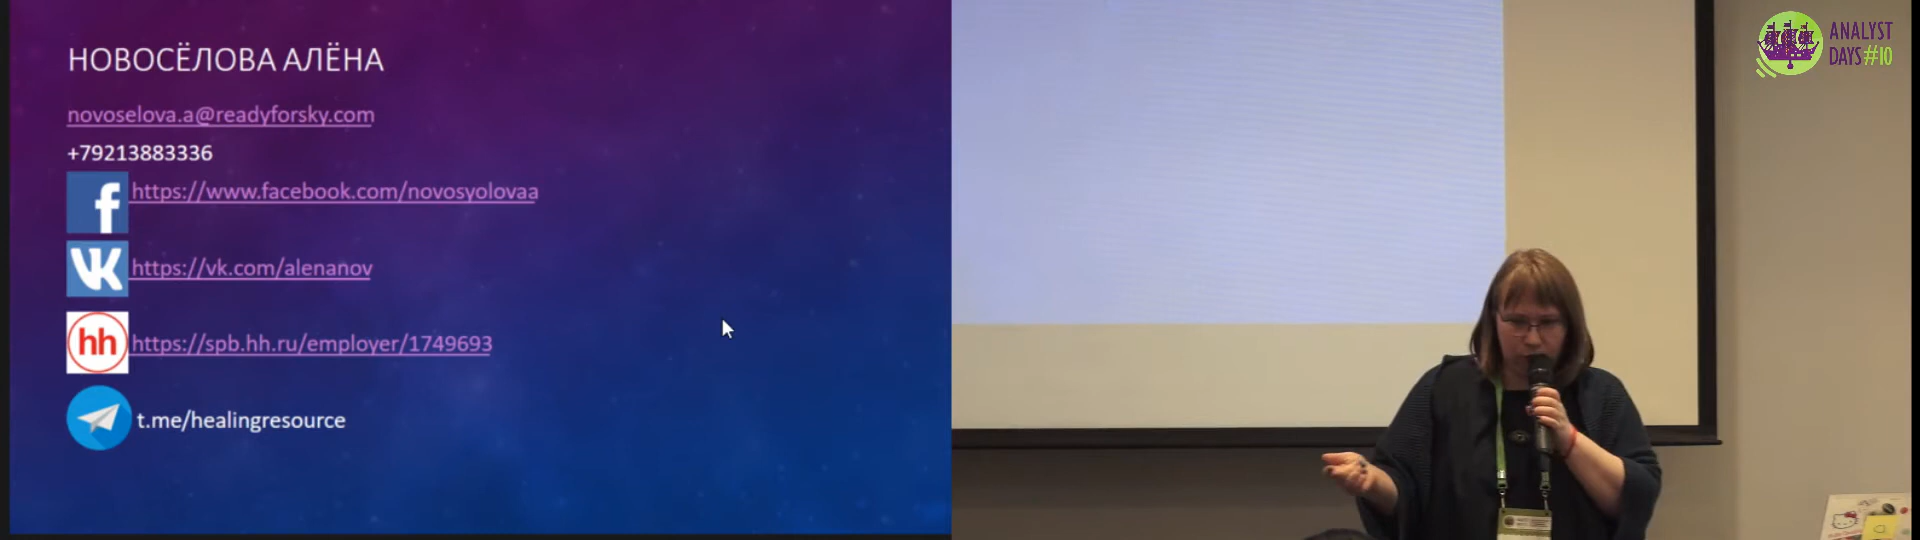 НОВОСЁЛОВА АЛЁНА
novoselova.a@readyforsky.com
+79213883336
f https://www.facebook.com/novosyolovaa
VK https://vk.com/alenanov
hh https://spb.hh.ru/employer/1749693
t.me/healingresource
ANALYST
DAYS#10